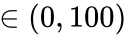 ∈ (0, 100)